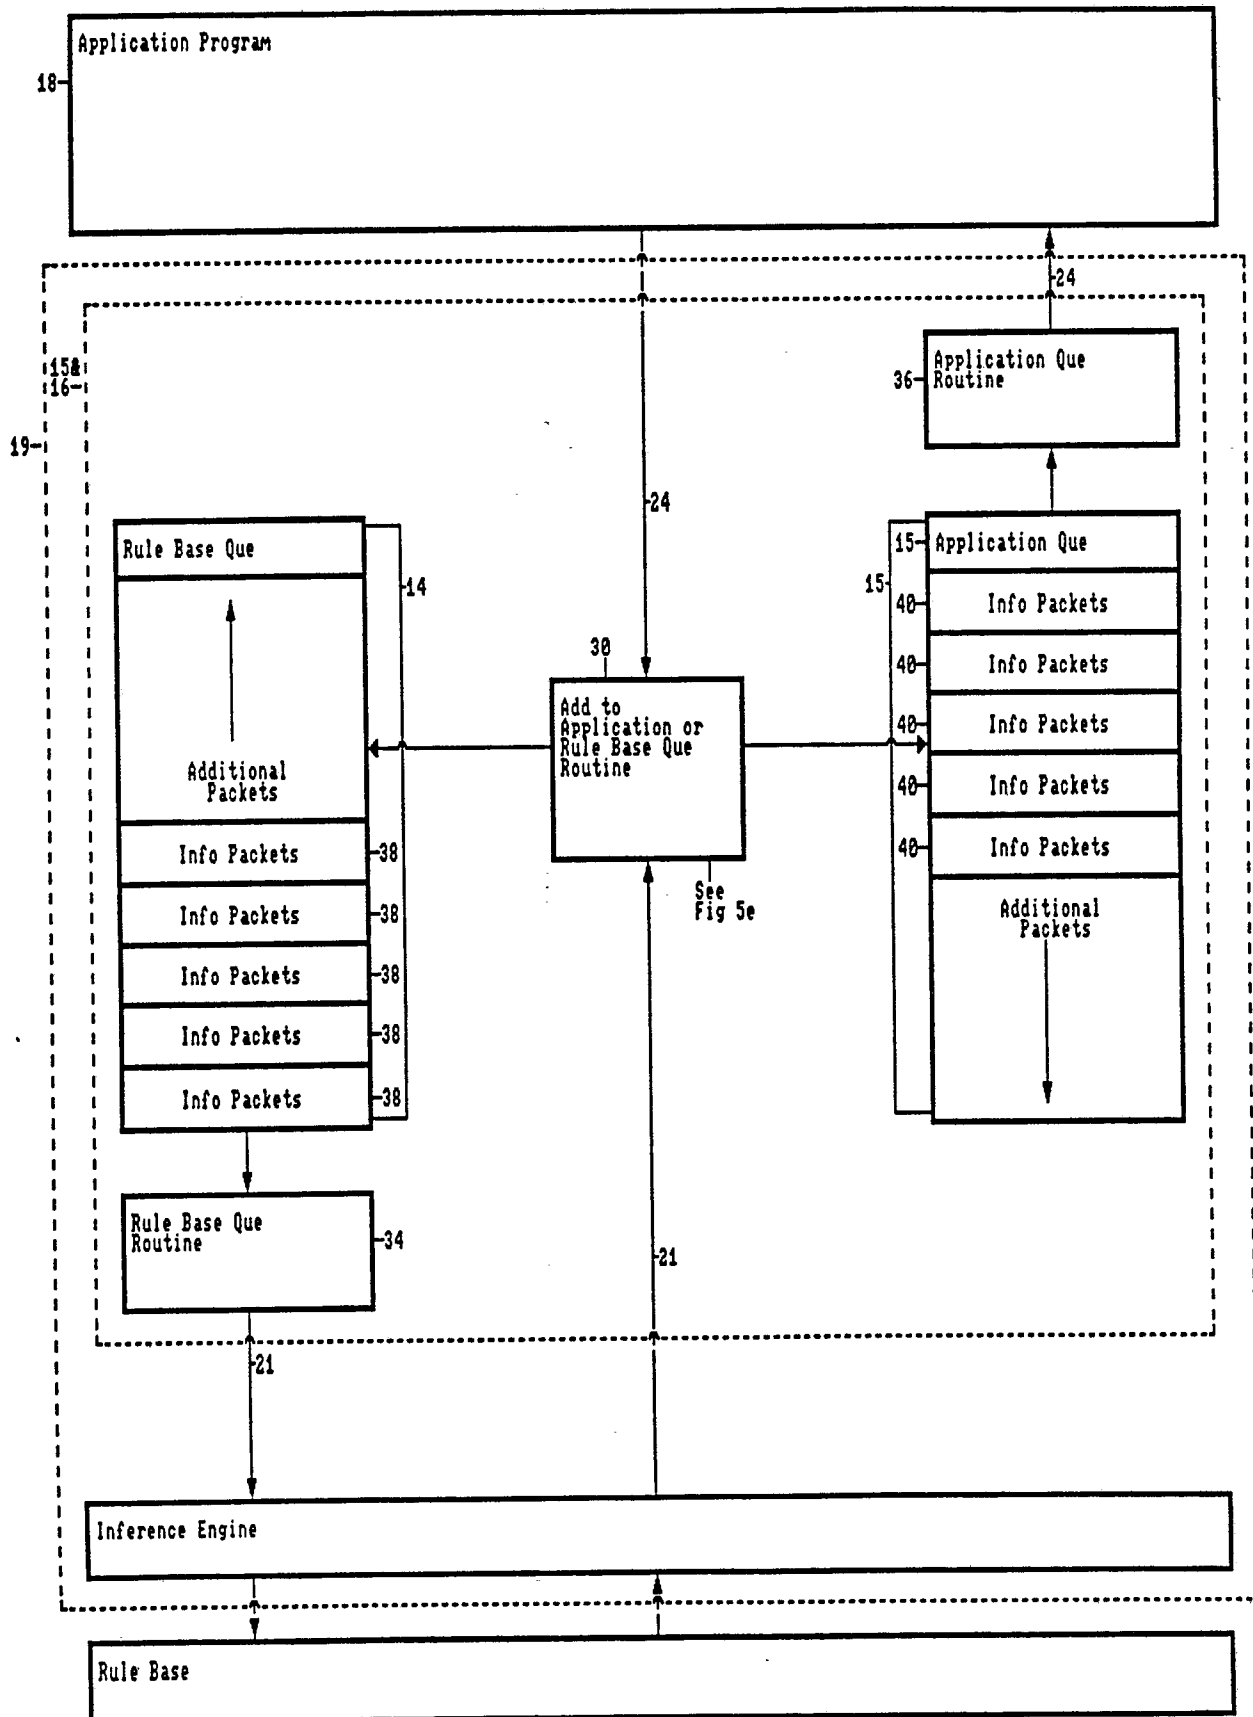 Application Program
18
24
15&
16
19
Application Que
Routine
36
24
Rule Base Que
14
15
Application Que
15
40
Info Packets
40
Info Packets
40
Info Packets
40
Info Packets
40
Info Packets
Additional
Packets
30
Add to
Application or
Rule Base Que
Routine
See
Fig 5e
Additional
Packets
Info Packets
38
Info Packets
38
Info Packets
38
Info Packets
38
Info Packets
38
Rule Base Que
Routine
34
21
21
Inference Engine
Rule Base